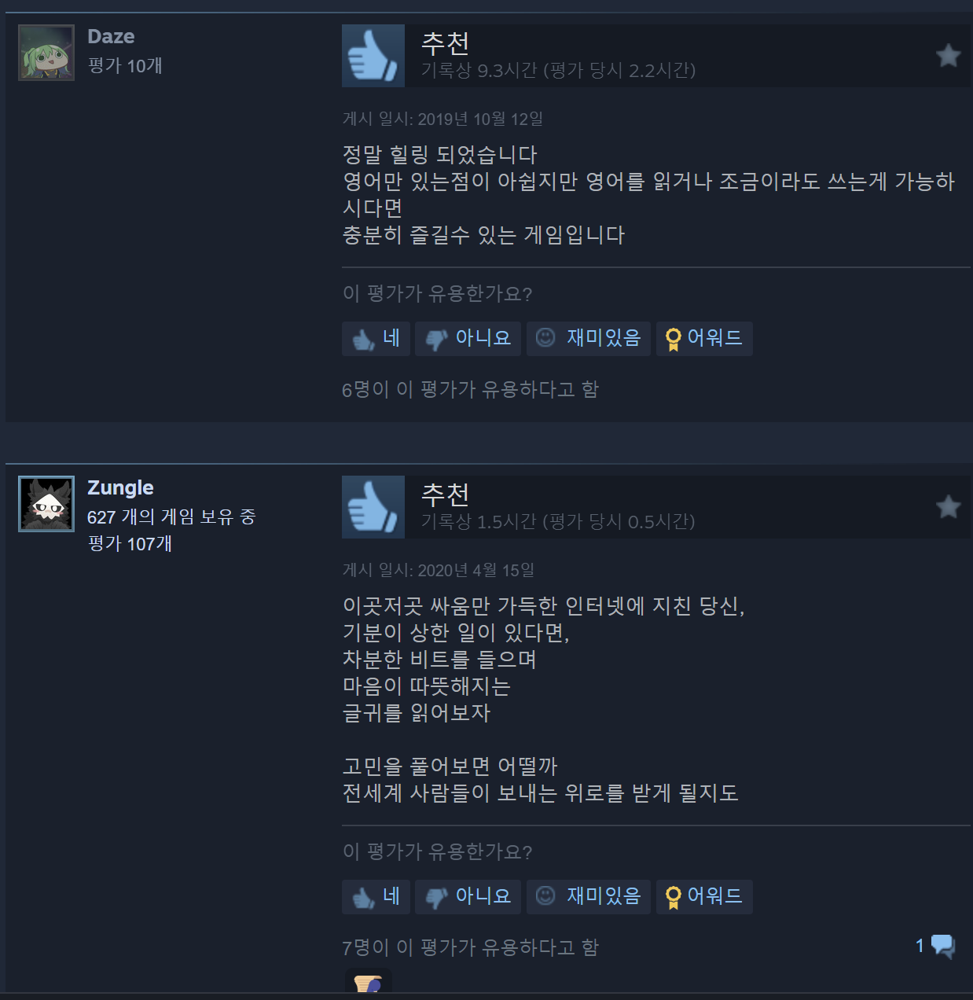 Daze
평가 10개
추천
기록상 9.3시간 (평가 당시 2.2시간)
게시 일시: 2019년 10월 12일
정말 힐링 되었습니다
영어만 있는점이 아쉽지만 영어를 읽거나 조금이라도 쓰는게 가능하
시다면
충분히 즐길수 있는 게임입니다
이 평가가 유용한가요?
네 아니요 재미있음 어워드
6명이 이 평가가 유용하다고 함
Zungle
627 개의 게임 보유 중
평가 107개
추천
기록상 1.5시간 (평가 당시 0.5시간)
게시 일시: 2020년 4월 15일
이곳저곳 싸움만 가득한 인터넷에 지친 당신,
기분이 상한 일이 있다면,
차분한 비트를 들으며
마음이 따뜻해지는
글귀를 읽어보자
고민을 풀어보면 어떨까
전세계 사람들이 보내는 위로를 받게 될지도
이 평가가 유용한가요?
네 아니요 재미있음 어워드
7명이 이 평가가 유용하다고 함
1